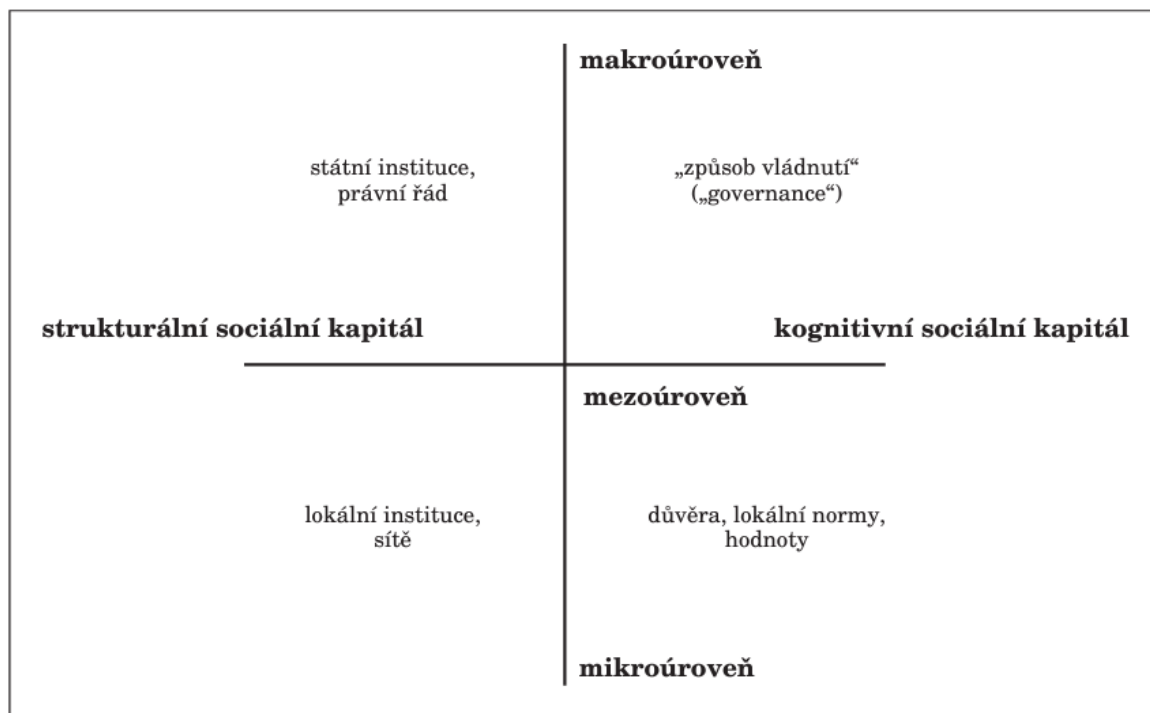 makroúroveň
státní instituce,
právní řád
„způsob vládnutí“
(„governance“)
strukturální sociální kapitál
kognitivní sociální kapitál
mezoúroveň
lokální instituce,
sítě
důvěra, lokální normy,
hodnoty
mikroúroveň